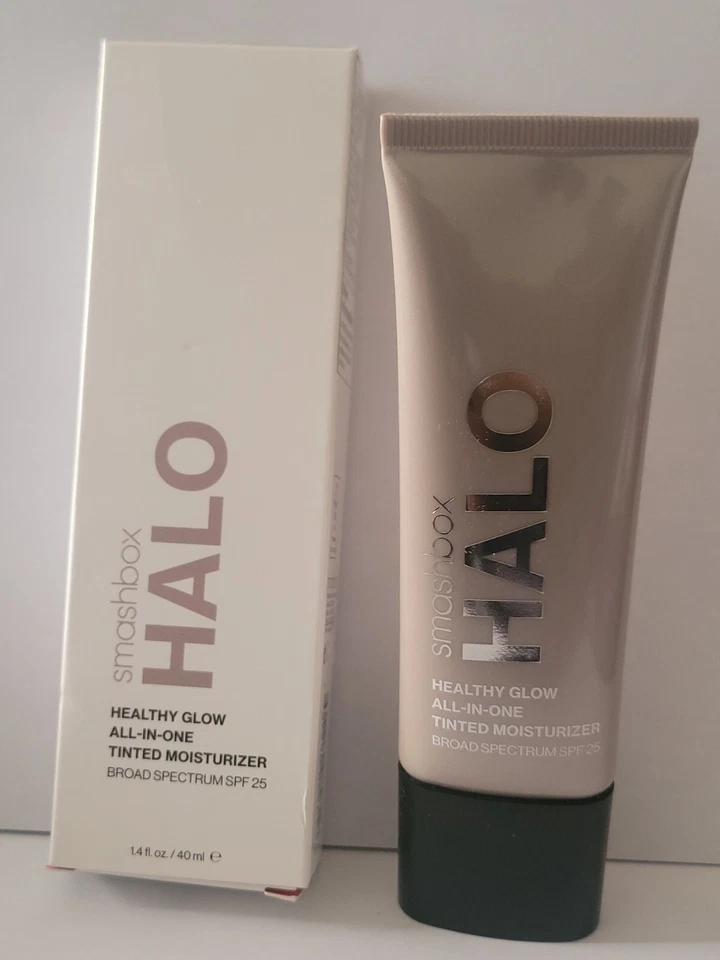 smashbox
HALO
HEALTHY GLOW
ALL-IN-ONE
TINTED MOISTURIZER
BROAD SPECTRUM SPF 25
1.4 fl. oz. / 40 ml ℮
smashbox
HALO
HEALTHY GLOW
ALL-IN-ONE
TINTED MOISTURIZER
BROAD SPECTRUM SPF 25